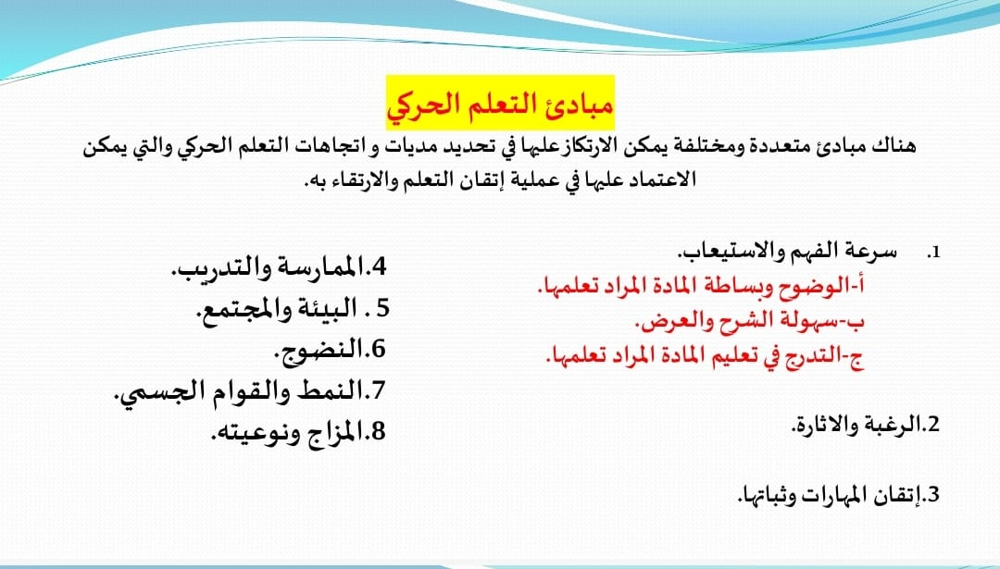 مبادئ التعلم الحركي
هناك مبادئ متعددة ومختلفة يمكن الارتكاز عليها في تحديد مديات و اتجاهات التعلم الحركي والتي يمكن
الاعتماد عليها في عملية إتقان التعلم والارتقاء به.
1. سرعة الفهم والاستيعاب.
أ-الوضوح وبساطة المادة المراد تعلمها.
ب-سهولة الشرح والعرض.
ج-التدرج في تعليم المادة المراد تعلمها.
2.الرغبة والاثارة.
3.إتقان المهارات وثباتها.
4.الممارسة والتدريب.
5 . البيئة والمجتمع.
6.النضوج.
7.النمط والقوام الجسمي.
8.المزاج ونوعيته.